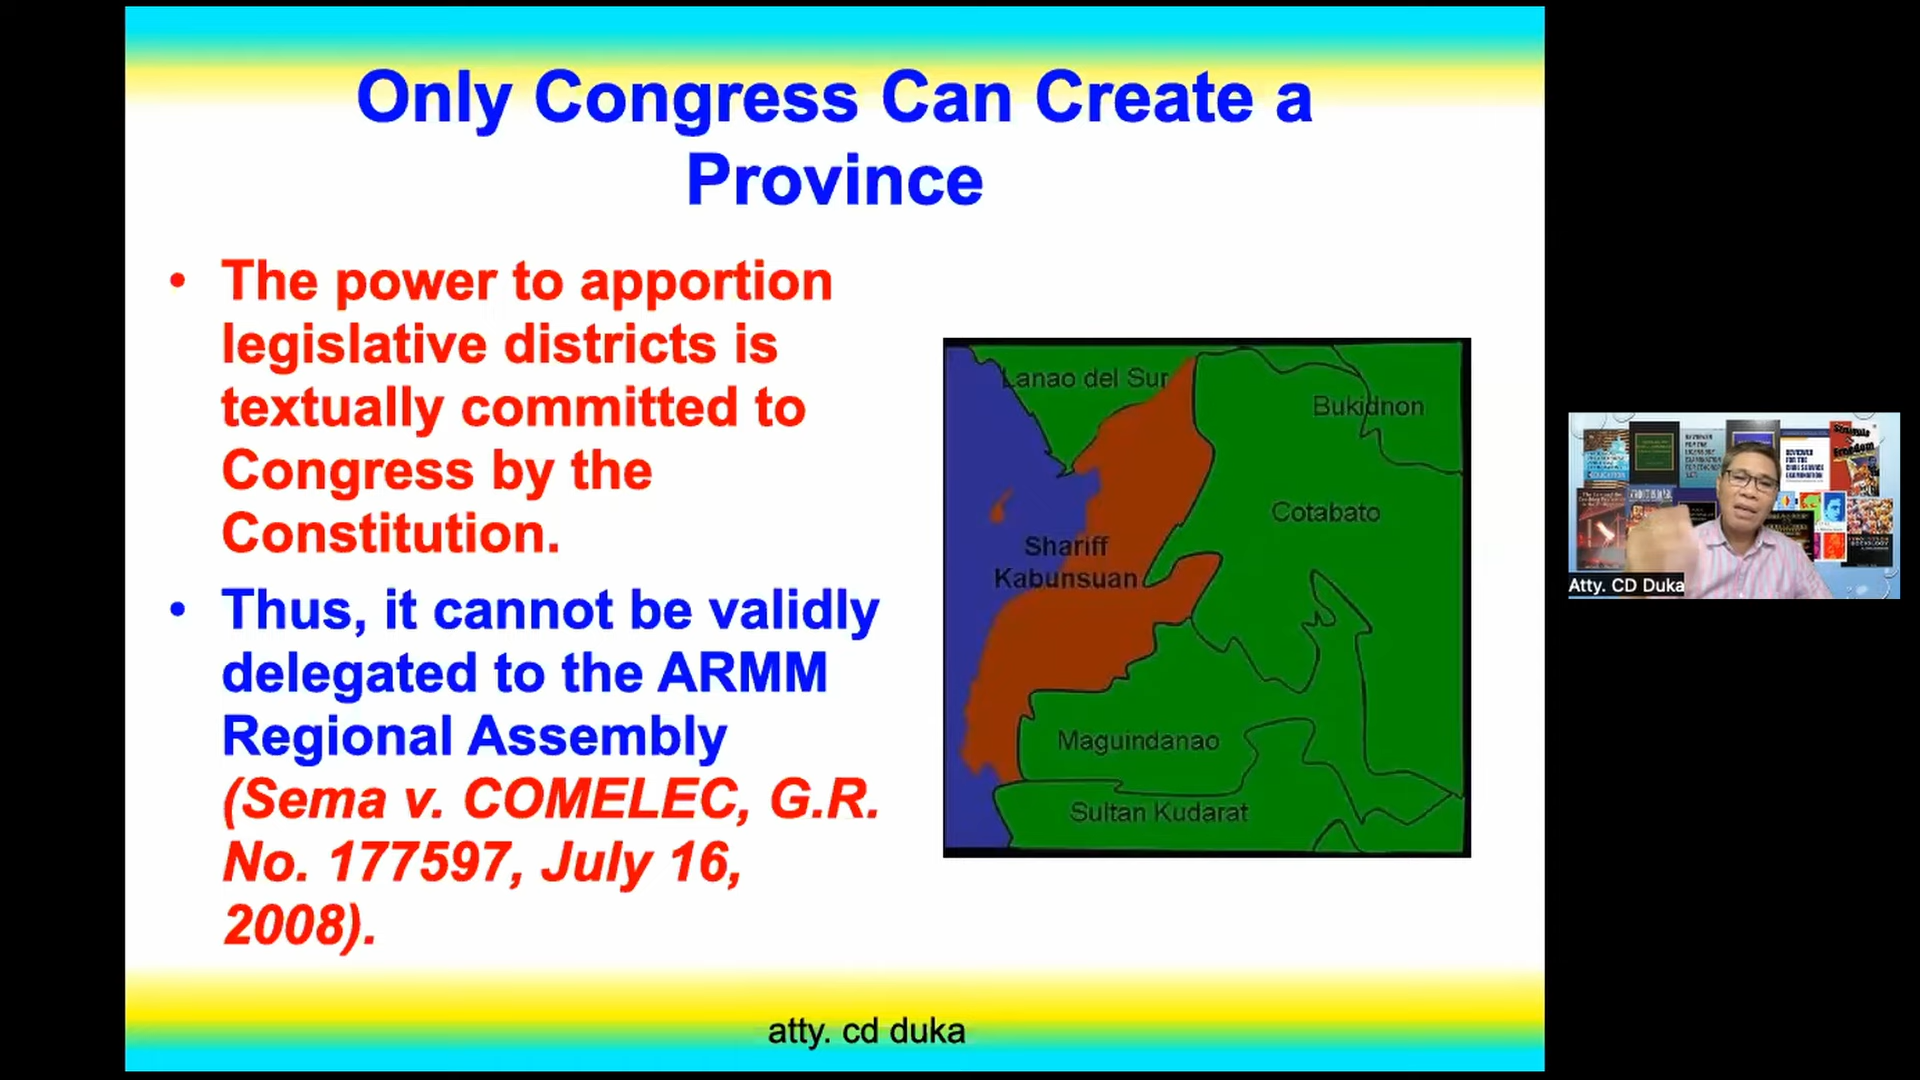 Only Congress Can Create a
Province
• The power to apportion
legislative districts is
textually committed to
Congress by the
Constitution.
• Thus, it cannot be validly
delegated to the ARMM
Regional Assembly
(Sema v. COMELEC, G.R.
No. 177597, July 16,
2008).
Lanao del Sur
Bukidnon
Cotabato
Shariff
Kabunsuan
Maguindanao
Sultan Kudarat
Atty. CD Duka
atty. cd duka